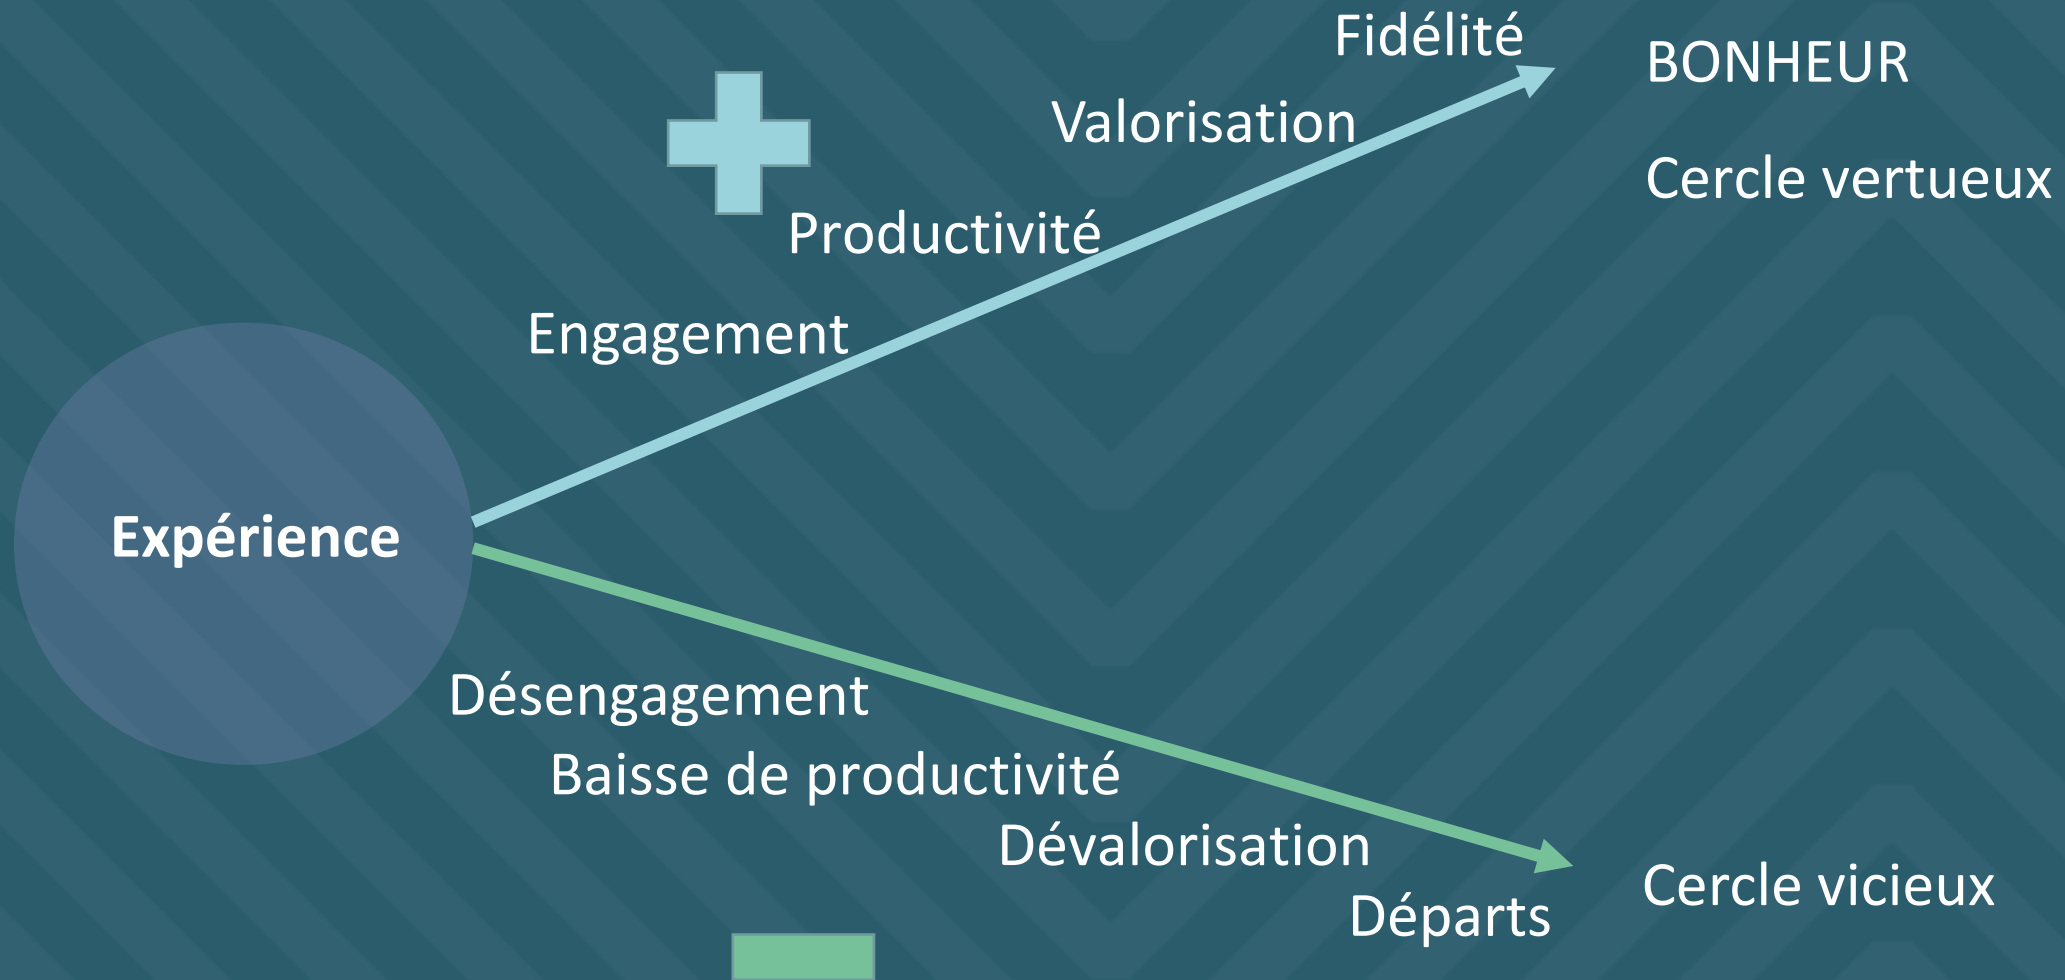 Fidélité
BONHEUR
Valorisation
Cercle vertueux
Productivité
Engagement
Expérience
Désengagement
Baisse de productivité
Dévalorisation
Cercle vicieux
Départs